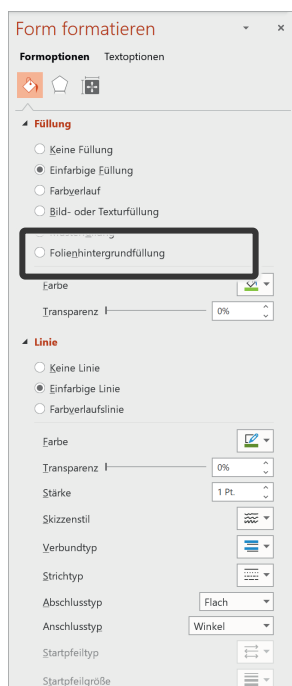 Form formatieren
Formoptionen Textoptionen
Füllung
Keine Füllung
Einfarbige Füllung
Farbverlauf
Bild- oder Texturfüllung
Folienhintergrundfüllung
Farbe
Transparenz 0%
Linie
Keine Linie
Einfarbige Linie
Farbverlaufslinie
Farbe
Transparenz 0%
Stärke 1 Pt.
Skizzenstil
Verbundtyp
Strichtyp
Abschlusstyp Flach
Anschlusstyp Winkel
Startpfeiltyp
Startpfeilgröße